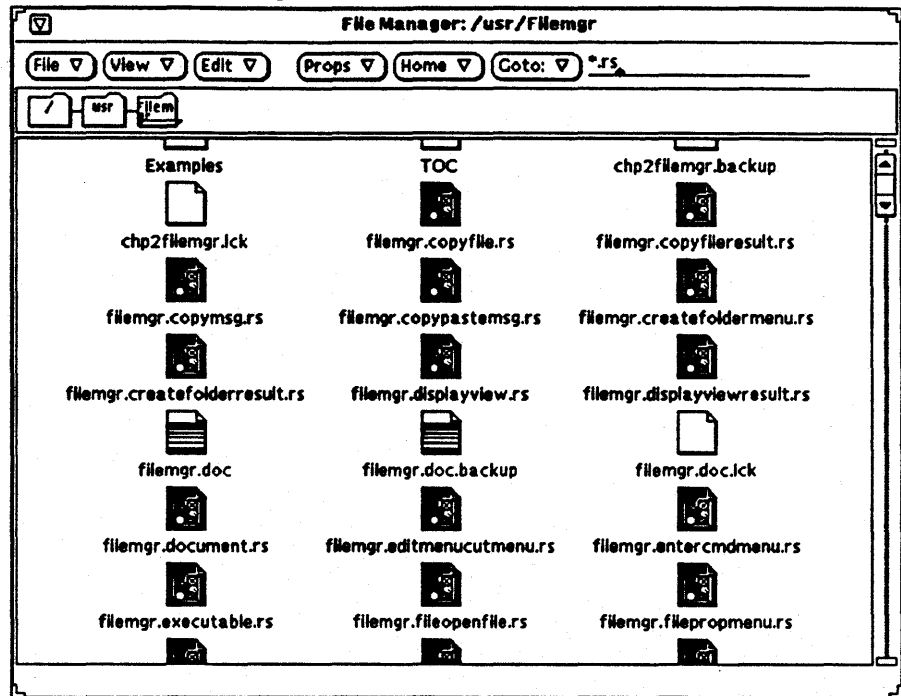 File Manager: /usr/Filemgr
File View Edit Props Home Goto: *.rs
/ usr Filem
Examples TOC chp2filemgr.backup
chp2filemgr.lck filemgr.copyfile.rs filemgr.copyfileresult.rs
filemgr.copymsg.rs filemgr.copypastemsg.rs filemgr.createfoldermenu.rs
filemgr.createfolderresult.rs filemgr.displayview.rs filemgr.displayviewresult.rs
filemgr.doc filemgr.doc.backup filemgr.doc.lck
filemgr.document.rs filemgr.editmenucutmenu.rs filemgr.entercmdmenu.rs
filemgr.executable.rs filemgr.fileopenfile.rs filemgr.filepropmenu.rs